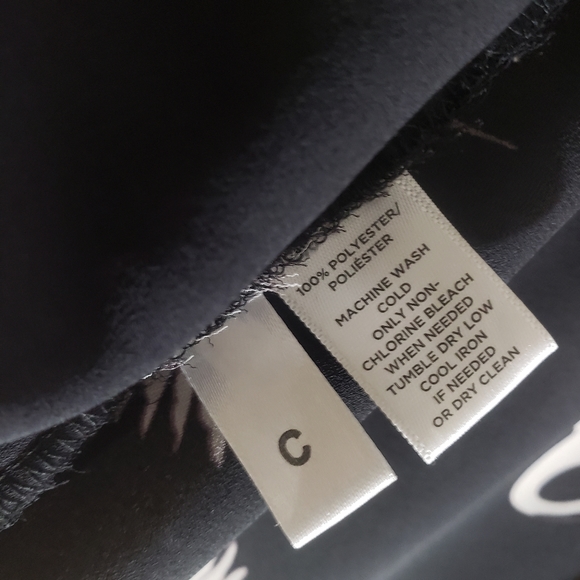 100% POLYESTER/
POLIÉSTER
MACHINE WASH
COLD
ONLY NON-
CHLORINE BLEACH
WHEN NEEDED
TUMBLE DRY LOW
COOL IRON
IF NEEDED
OR DRY CLEAN
C